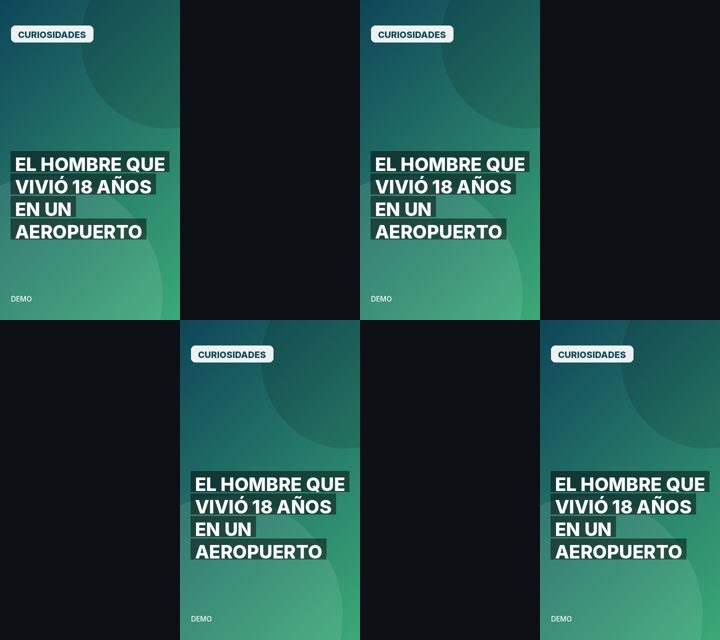 CURIOSIDADES
EL HOMBRE QUE
VIVIÓ 18 AÑOS
EN UN
AEROPUERTO
DEMO
CURIOSIDADES
EL HOMBRE QUE
VIVIÓ 18 AÑOS
EN UN
AEROPUERTO
DEMO
CURIOSIDADES
EL HOMBRE QUE
VIVIÓ 18 AÑOS
EN UN
AEROPUERTO
DEMO
CURIOSIDADES
EL HOMBRE QUE
VIVIÓ 18 AÑOS
EN UN
AEROPUERTO
DEMO